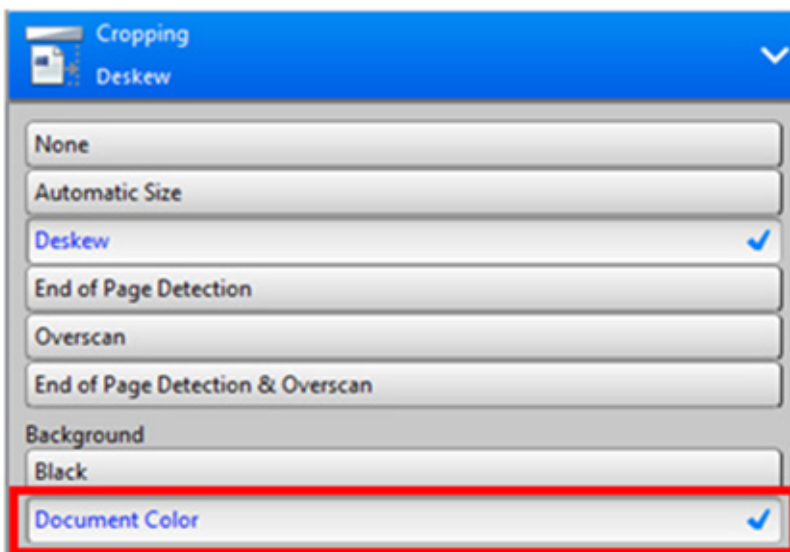 Cropping
Deskew
None
Automatic Size
Deskew
End of Page Detection
Overscan
End of Page Detection & Overscan
Background
Black
Document Color